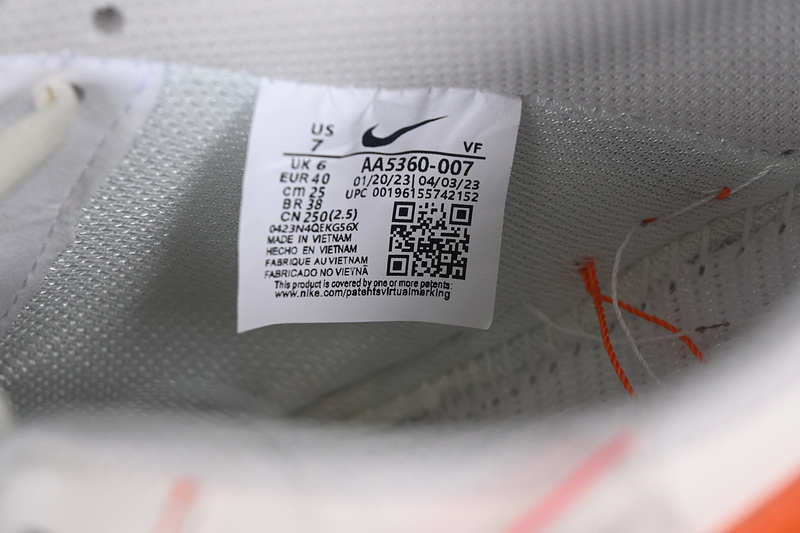 US
7
VF
UK 6
AA5360-007
EUR 40
01/20/23|04/03/23
cm 25
UPC 00196155742152
BR 38
CN 250(2.5)
0423N4QEKG56X
MADE IN VIETNAM
HECHO EN VIETNAM
FABRIQUE AU VIETNAM
FABRICADO NO VIETNÃ
This product is covered by one or more patents:
www.nike.com/patentsvirtualmarking